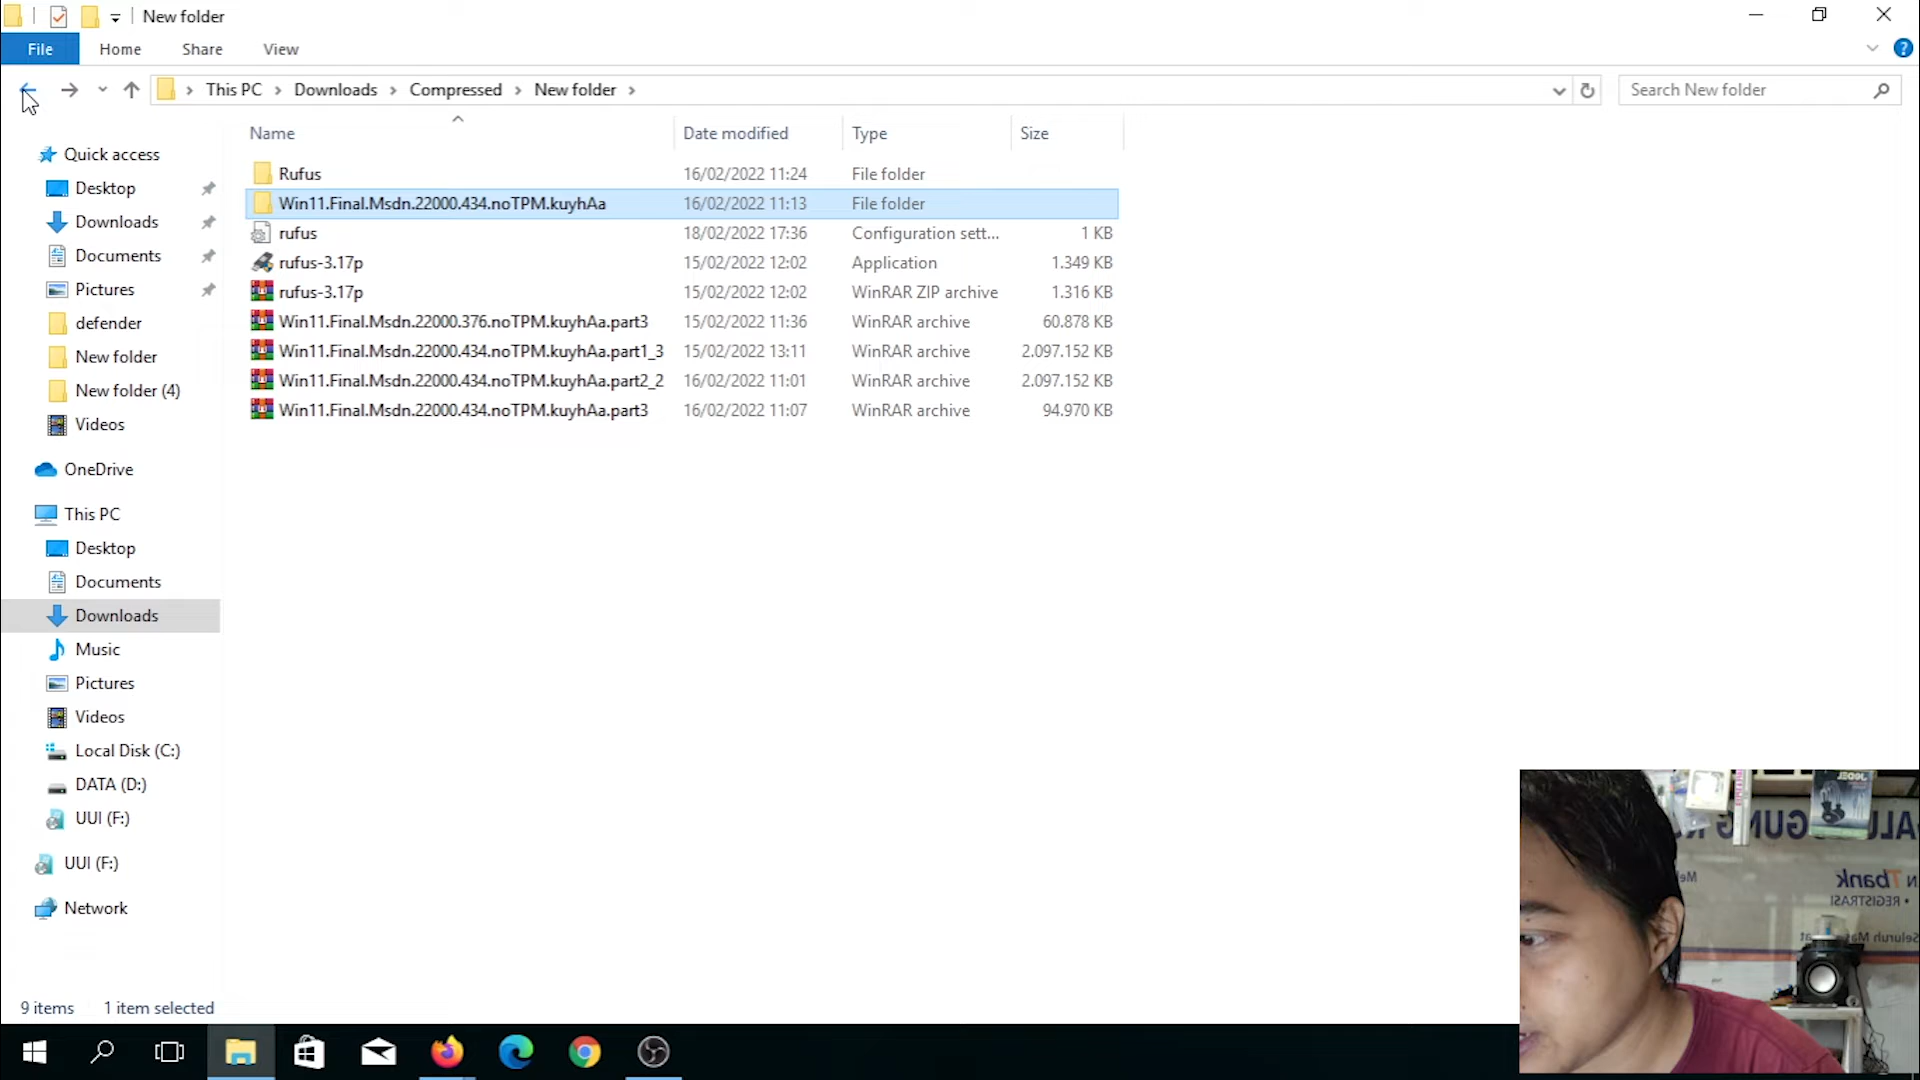 New folder
File Home Share View
This PC Downloads Compressed New folder
Search New folder
Name Date modified Type Size
Rufus 16/02/2022 11:24 File folder
Win11.Final.Msdn.22000.434.noTPM.kuyhAa 16/02/2022 11:13 File folder
rufus 18/02/2022 17:36 Configuration sett... 1 KB
rufus-3.17p 15/02/2022 12:02 Application 1.349 KB
rufus-3.17p 15/02/2022 12:02 WinRAR ZIP archive 1.316 KB
Win11.Final.Msdn.22000.376.noTPM.kuyhAa.part3 15/02/2022 11:36 WinRAR archive 60.878 KB
Win11.Final.Msdn.22000.434.noTPM.kuyhAa.part1_3 15/02/2022 13:11 WinRAR archive 2.097.152 KB
Win11.Final.Msdn.22000.434.noTPM.kuyhAa.part2_2 16/02/2022 11:01 WinRAR archive 2.097.152 KB
Win11.Final.Msdn.22000.434.noTPM.kuyhAa.part3 16/02/2022 11:07 WinRAR archive 94.970 KB
Quick access
Desktop
Downloads
Documents
Pictures
defender
New folder
New folder (4)
Videos
OneDrive
This PC
Desktop
Documents
Downloads
Music
Pictures
Videos
Local Disk (C:)
DATA (D:)
UUI (F:)
UUI (F:)
Network
9 items 1 item selected
JEDEL
Tbank
• REGISTRASI
Seluruh